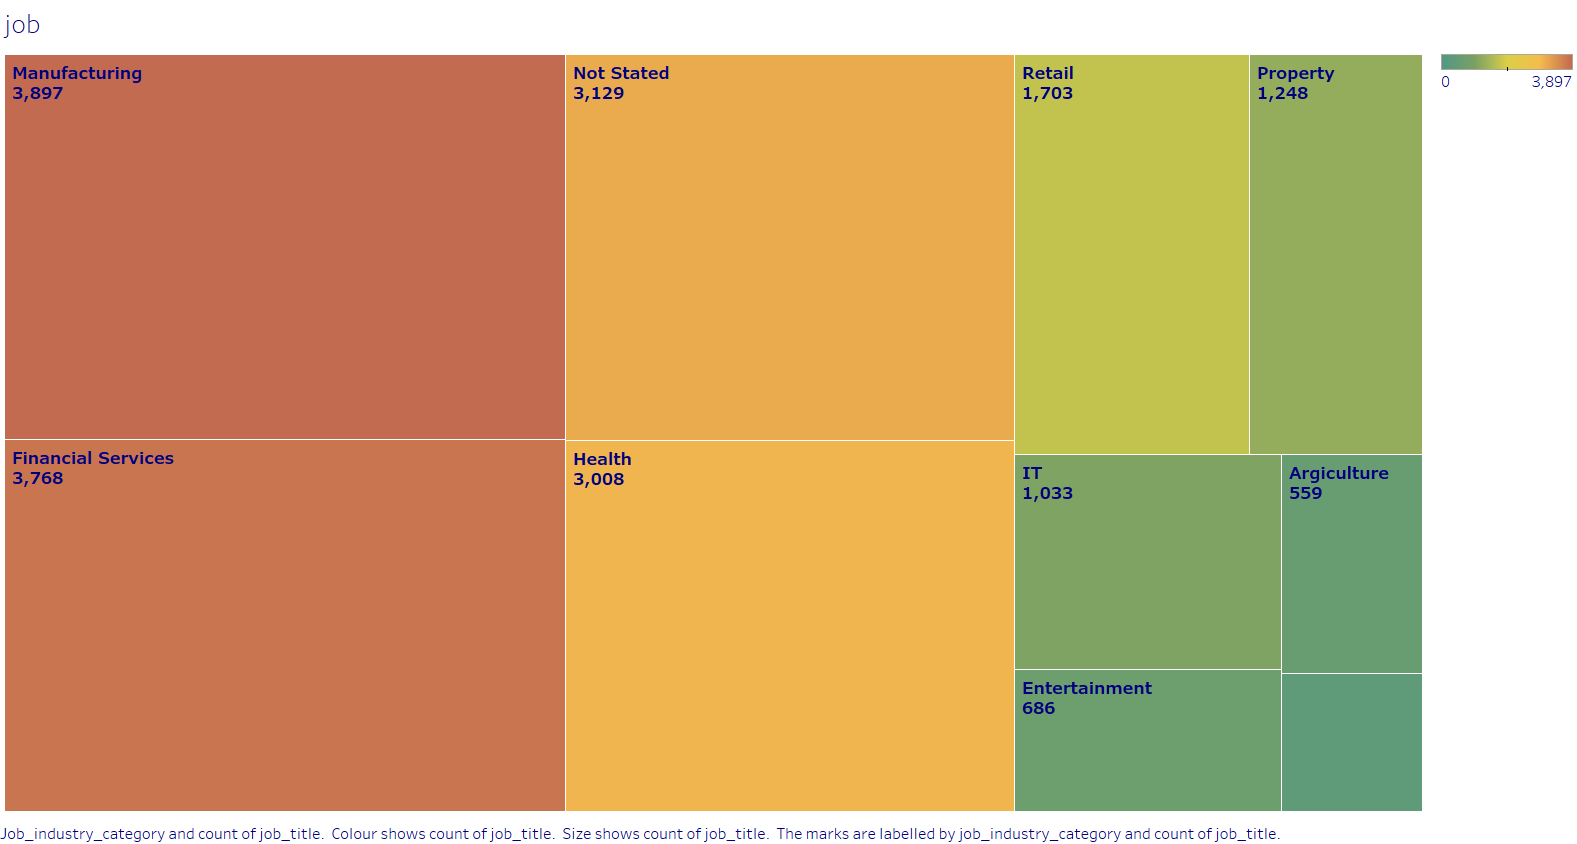 job
Manufacturing
3,897
Not Stated
3,129
Retail
1,703
Property
1,248
0
3,897
Financial Services
3,768
Health
3,008
IT
1,033
Argiculture
559
Entertainment
686
Job_industry_category and count of job_title. Colour shows count of job_title. Size shows count of job_title. The marks are labelled by job_industry_category and count of job_title.